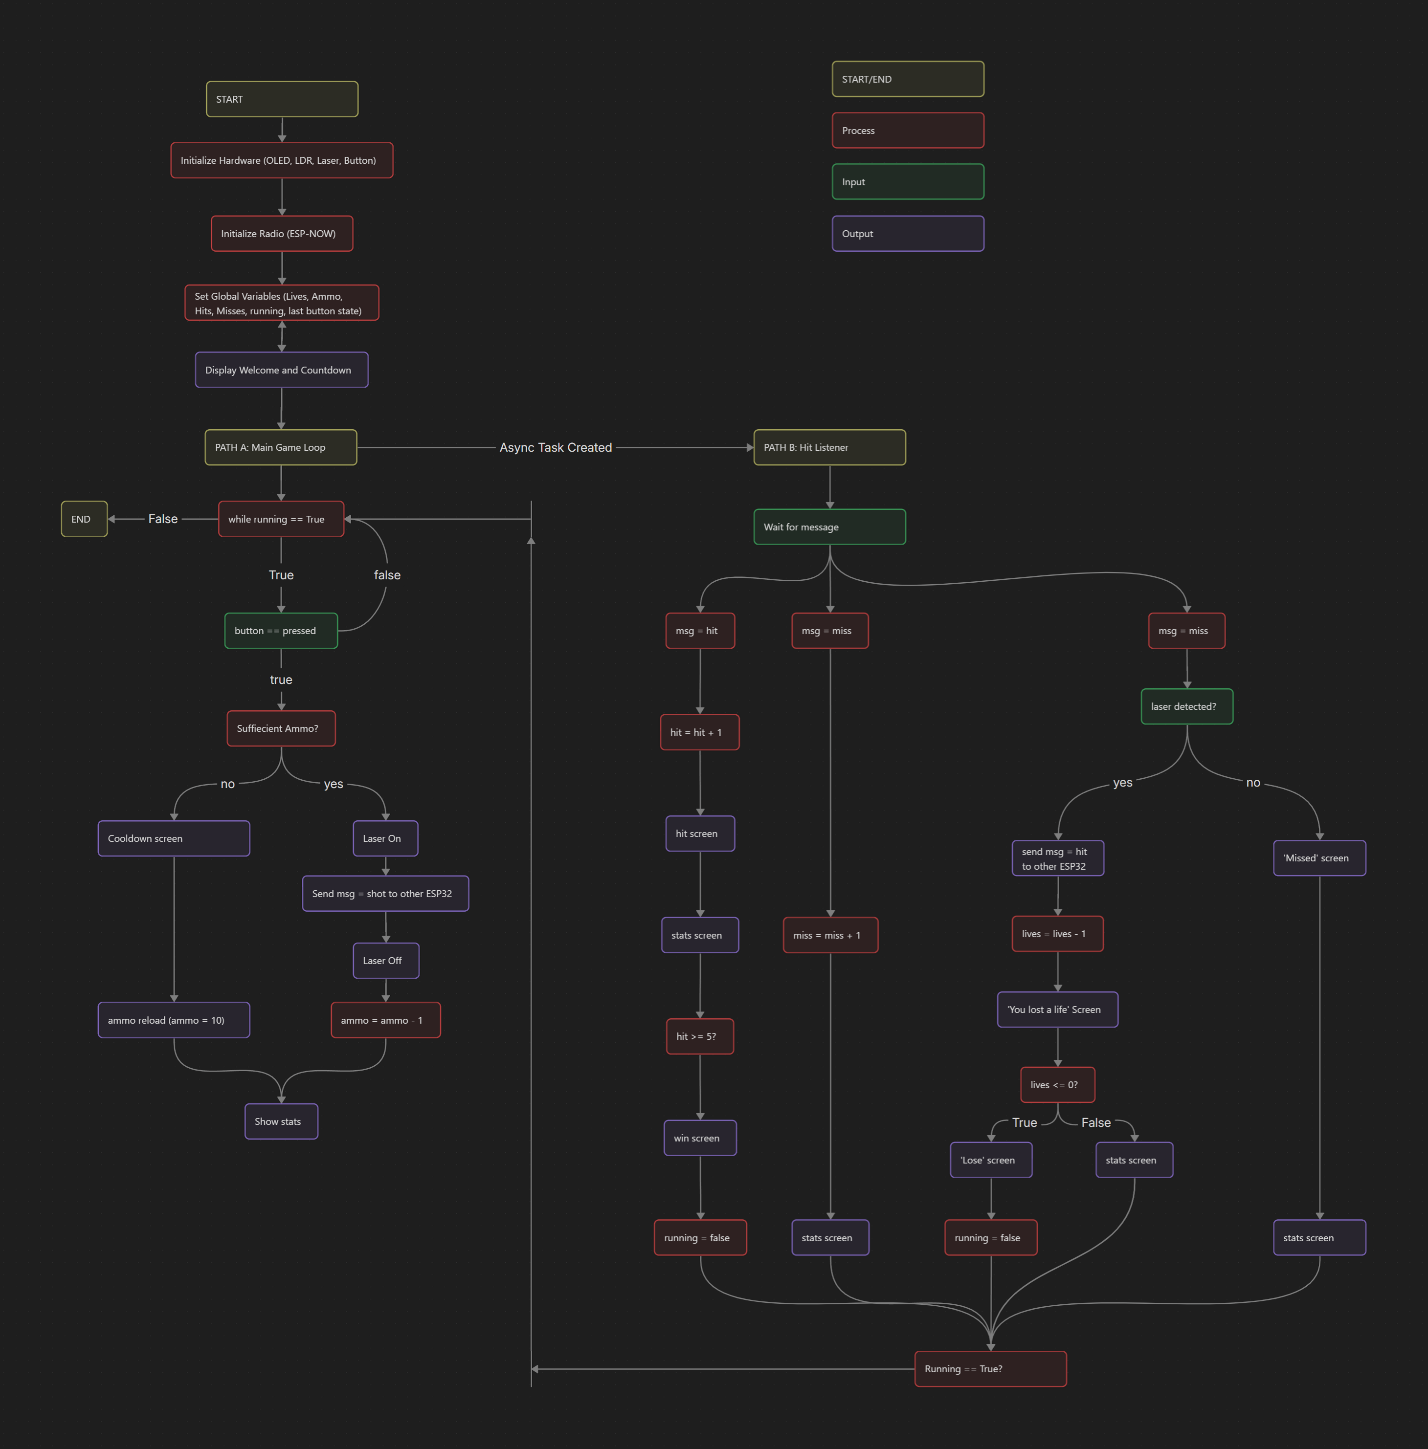 START
Initialize Hardware (OLED, LDR, Laser, Button)
Initialize Radio (ESP-NOW)
Set Global Variables (Lives, Ammo,
Hits, Misses, running, last button state)
Display Welcome and Countdown
PATH A: Main Game Loop
Async Task Created
PATH B: Hit Listener
START/END
Process
Input
Output
END
False
while running == True
True
false
button == pressed
true
Suffiecient Ammo?
no
yes
Cooldown screen
Laser On
Send msg = shot to other ESP32
Laser Off
ammo reload (ammo = 10)
ammo = ammo - 1
Show stats
Wait for message
msg = hit
msg = miss
msg = miss
hit = hit + 1
hit screen
stats screen
hit >= 5?
win screen
running = false
miss = miss + 1
stats screen
laser detected?
yes
no
send msg = hit
to other ESP32
'Missed' screen
lives = lives - 1
'You lost a life' Screen
lives <= 0?
True
False
'Lose' screen
stats screen
running = false
stats screen
Running == True?